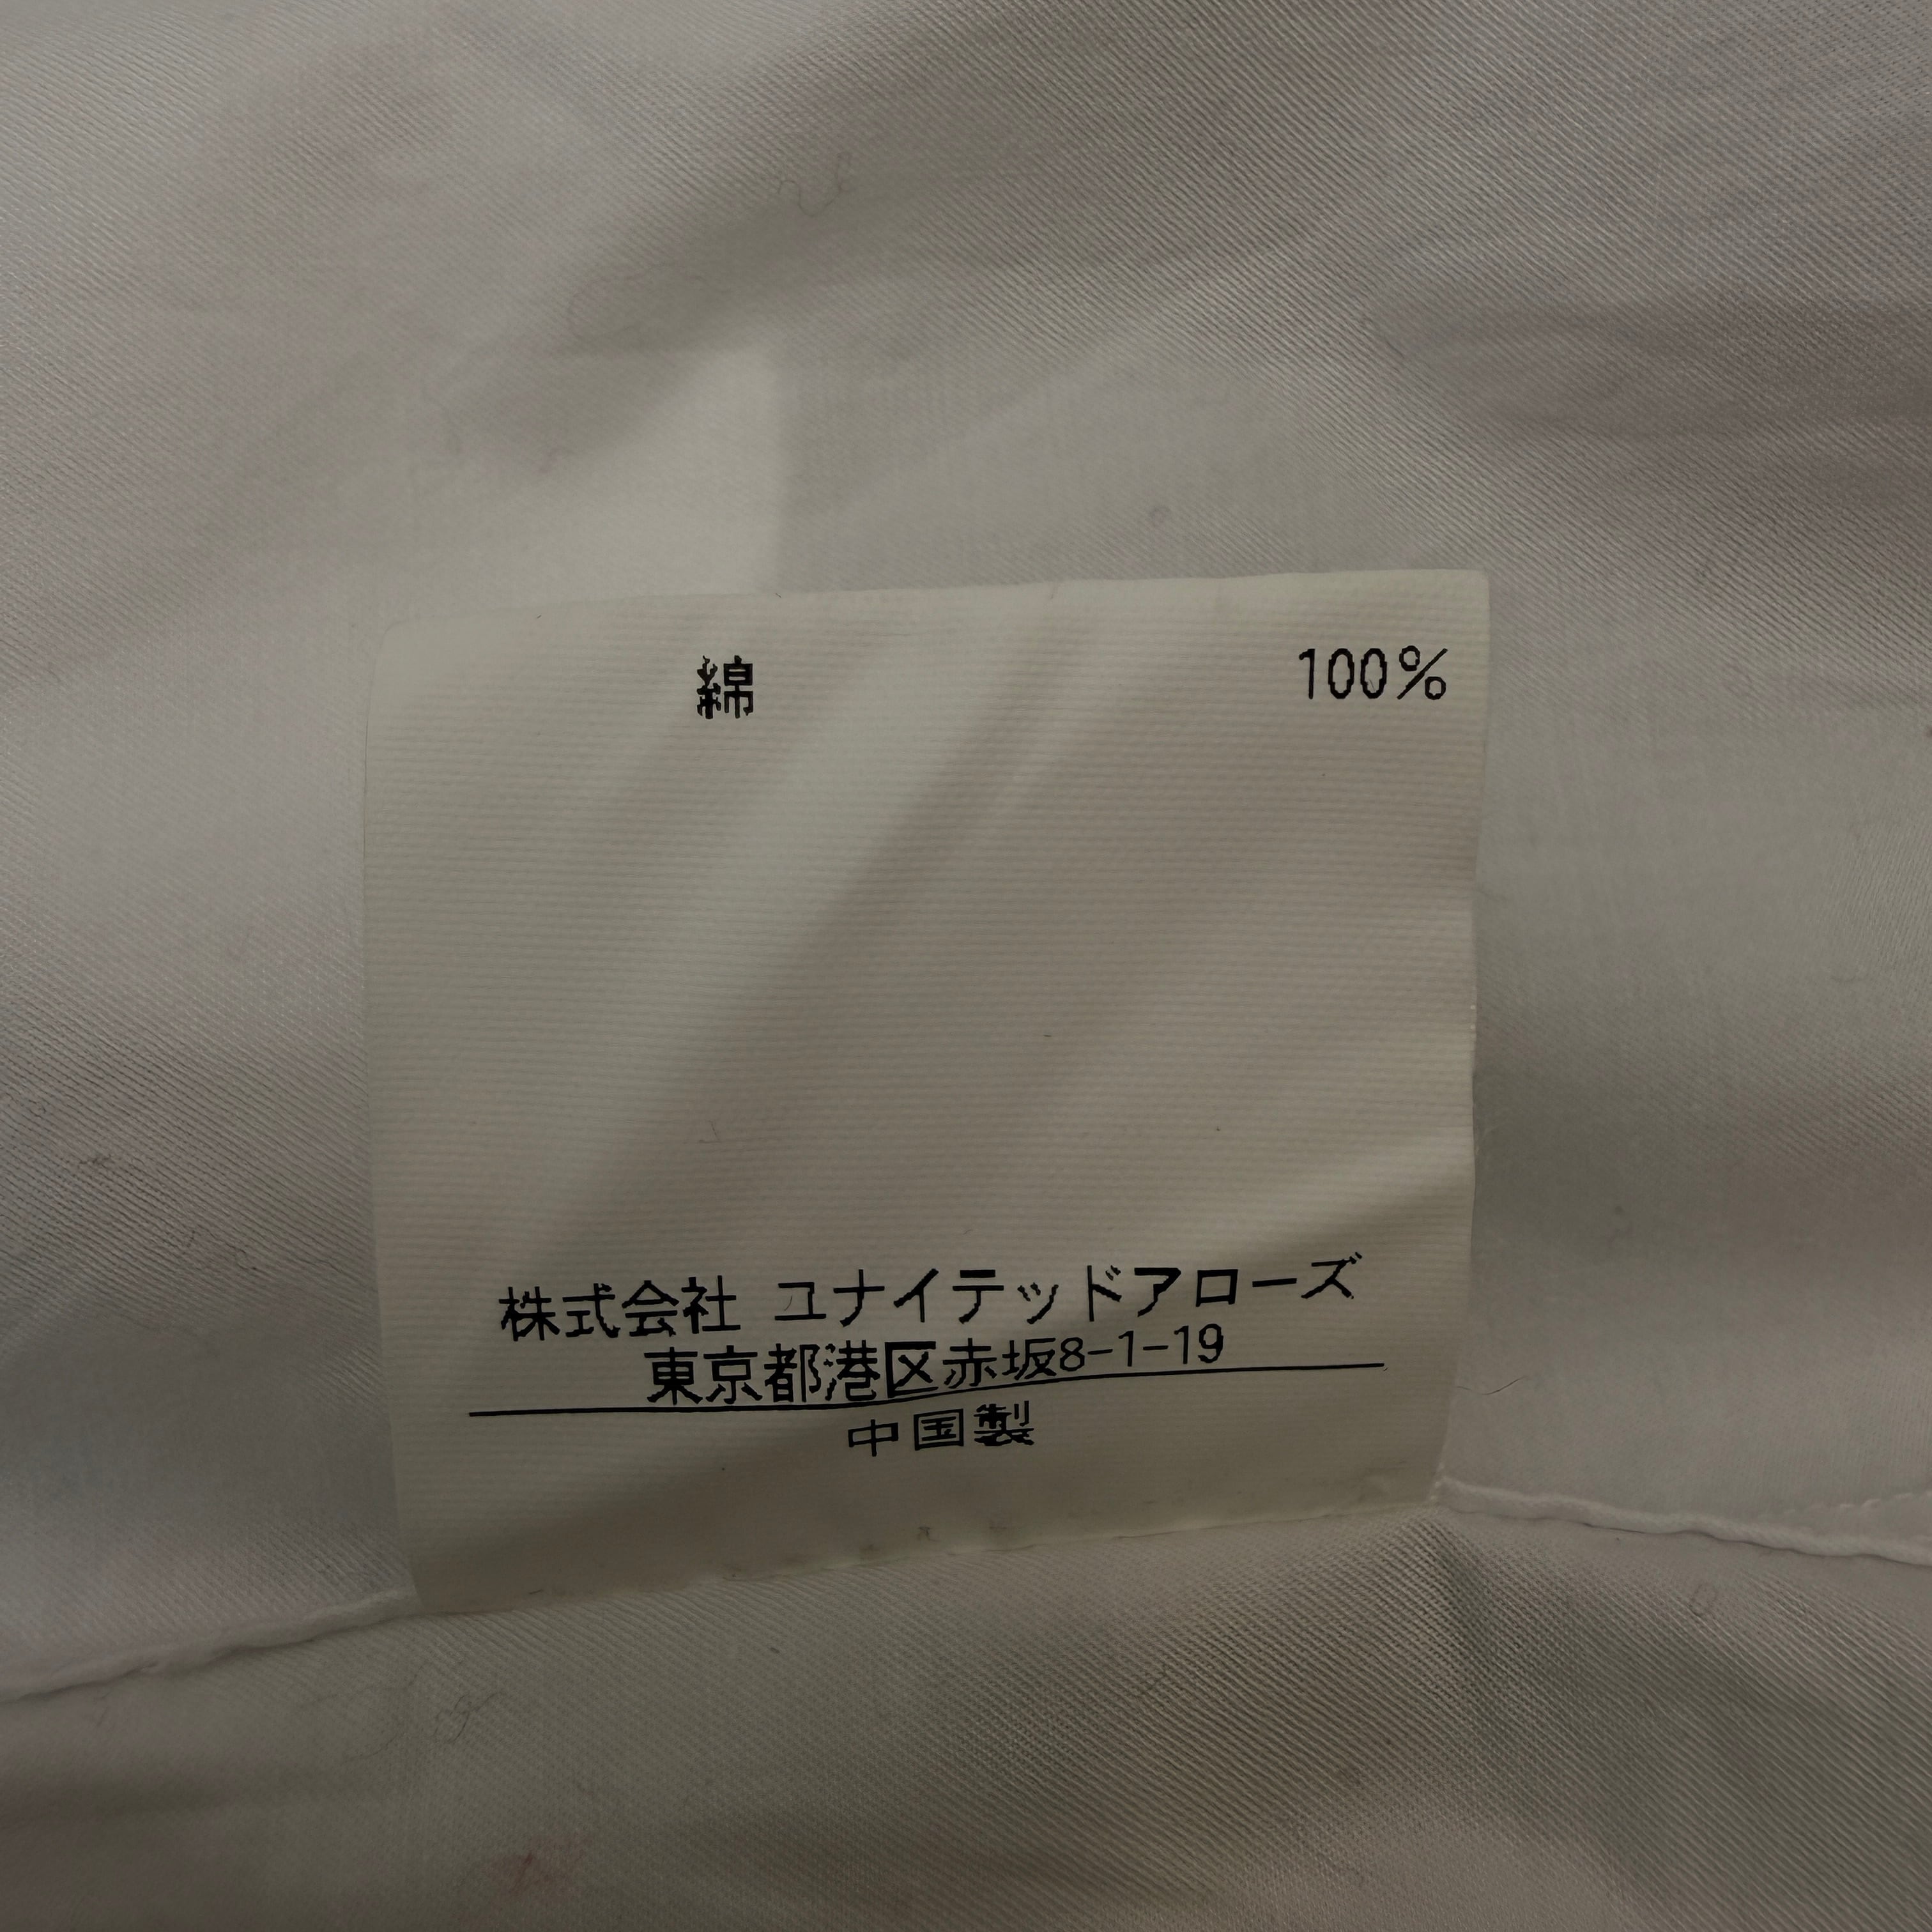 綿 100%
株式会社 ユナイテッドアローズ
東京都港区赤坂8-1-19
中国製